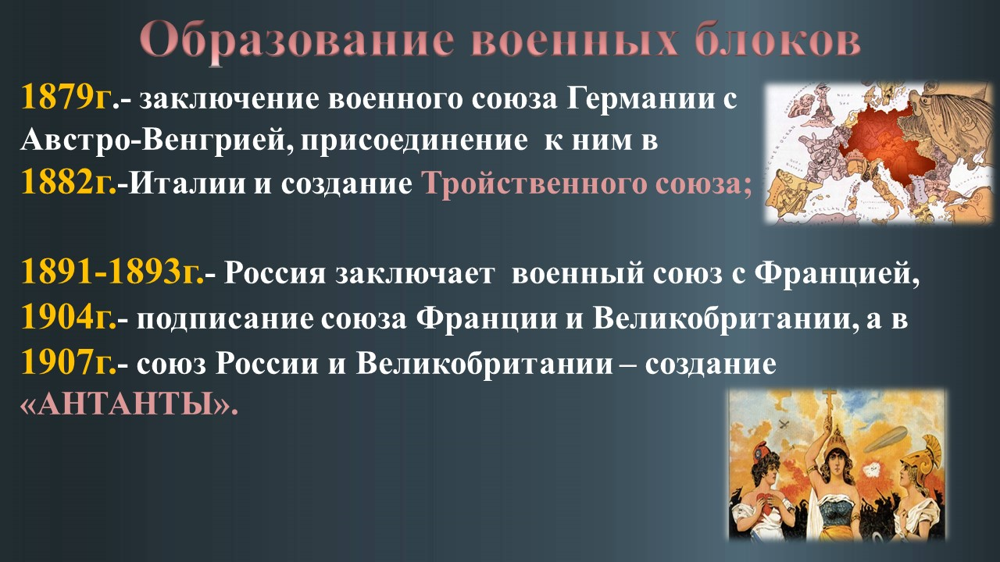 Образование военных блоков
1879г.- заключение военного союза Германии с
Австро-Венгрией, присоединение к ним в
1882г.-Италии и создание Тройственного союза;
1891-1893г.- Россия заключает военный союз с Францией,
1904г.- подписание союза Франции и Великобритании, а в
1907г.- союз России и Великобритании – создание
«АНТАНТЫ».